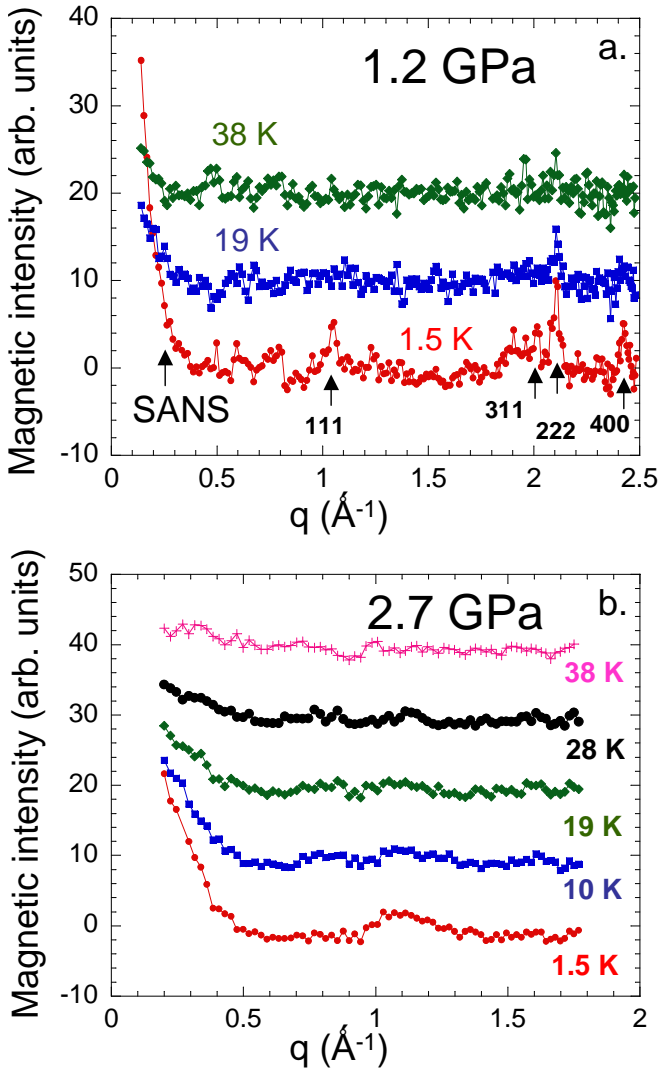 a.
1.2 GPa
Magnetic intensity (arb. units)
40
30
20
10
0
-10
38 K
19 K
1.5 K
SANS
111
311
222
400
0
0.5
1
1.5
2
2.5
q (Å⁻¹)
b.
2.7 GPa
Magnetic intensity (arb. units)
50
40
30
20
10
0
-10
38 K
28 K
19 K
10 K
1.5 K
0
0.5
1
1.5
2
q (Å⁻¹)